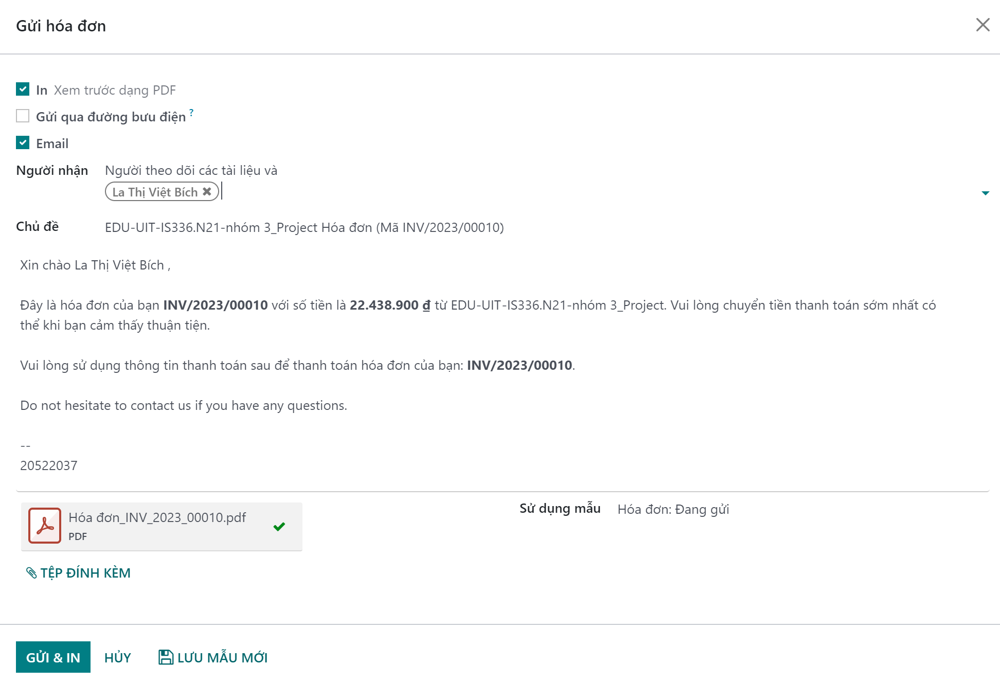 Gửi hóa đơn
In Xem trước dạng PDF
Gửi qua đường bưu điện ?
Email
Người nhận Người theo dõi các tài liệu và
La Thị Việt Bích
Chủ đề EDU-UIT-IS336.N21-nhóm 3_Project Hóa đơn (Mã INV/2023/00010)
Xin chào La Thị Việt Bích ,
Đây là hóa đơn của bạn INV/2023/00010 với số tiền là 22.438.900 ₫ từ EDU-UIT-IS336.N21-nhóm 3_Project. Vui lòng chuyển tiền thanh toán sớm nhất có
thể khi bạn cảm thấy thuận tiện.
Vui lòng sử dụng thông tin thanh toán sau để thanh toán hóa đơn của bạn: INV/2023/00010.
Do not hesitate to contact us if you have any questions.
--
20522037
Hóa đơn_INV_2023_00010.pdf
PDF
Sử dụng mẫu Hóa đơn: Đang gửi
TỆP ĐÍNH KÈM
GỬI & IN HỦY LƯU MẪU MỚI